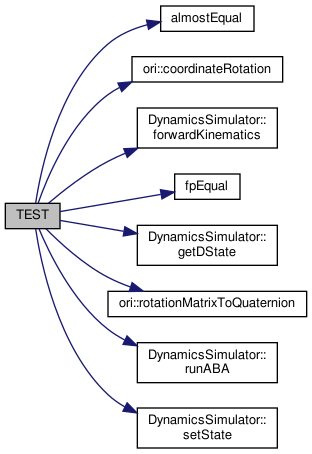 almostEqual
ori::coordinateRotation
DynamicsSimulator::
forwardKinematics
fpEqual
TEST
DynamicsSimulator::
getDState
ori::rotationMatrixToQuaternion
DynamicsSimulator::
runABA
DynamicsSimulator::
setState